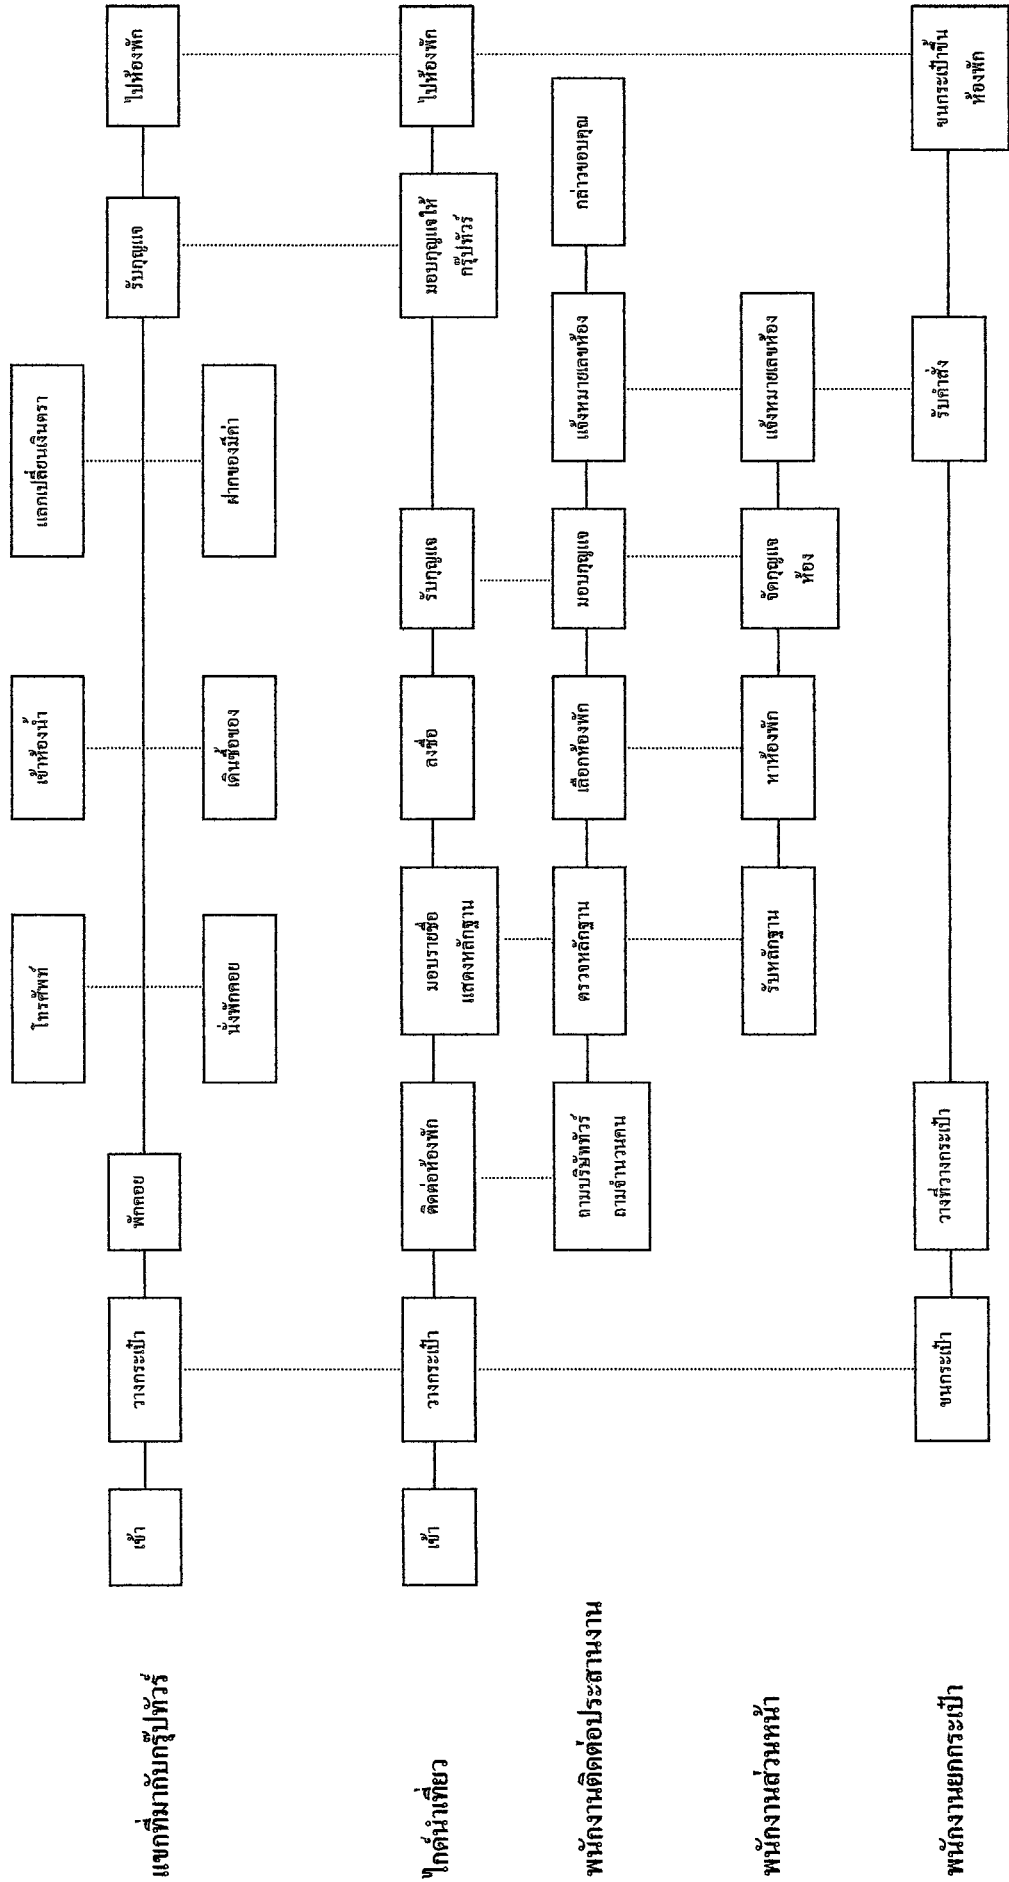 แขกที่มากับกรุ๊ปทัวร์
เข้า
วางกระเป๋า
พักคอย
โทรศัพท์
นั่งพักคอย
เข้าห้องน้ำ
เดินซื้อของ
แลกเปลี่ยนเงินตรา
ฝากของมีค่า
รับกุญแจ
ไปห้องพัก
ไกด์นำเที่ยว
เข้า
วางกระเป๋า
ติดต่อห้องพัก
มอบรายชื่อ
แสดงหลักฐาน
ลงชื่อ
รับกุญแจ
มอบกุญแจให้
กรุ๊ปทัวร์
ไปห้องพัก
พนักงานติดต่อประสานงาน
ถามบริษัททัวร์
ถามจำนวนคน
ตรวจหลักฐาน
เลือกห้องพัก
มอบกุญแจ
แจ้งหมายเลขห้อง
กล่าวขอบคุณ
พนักงานส่วนหน้า
รับหลักฐาน
หาห้องพัก
จัดกุญแจ
ห้อง
แจ้งหมายเลขห้อง
พนักงานยกกระเป๋า
ขนกระเป๋า
วางที่วางกระเป๋า
รับคำสั่ง
ขนกระเป๋าขึ้น
ห้องพัก